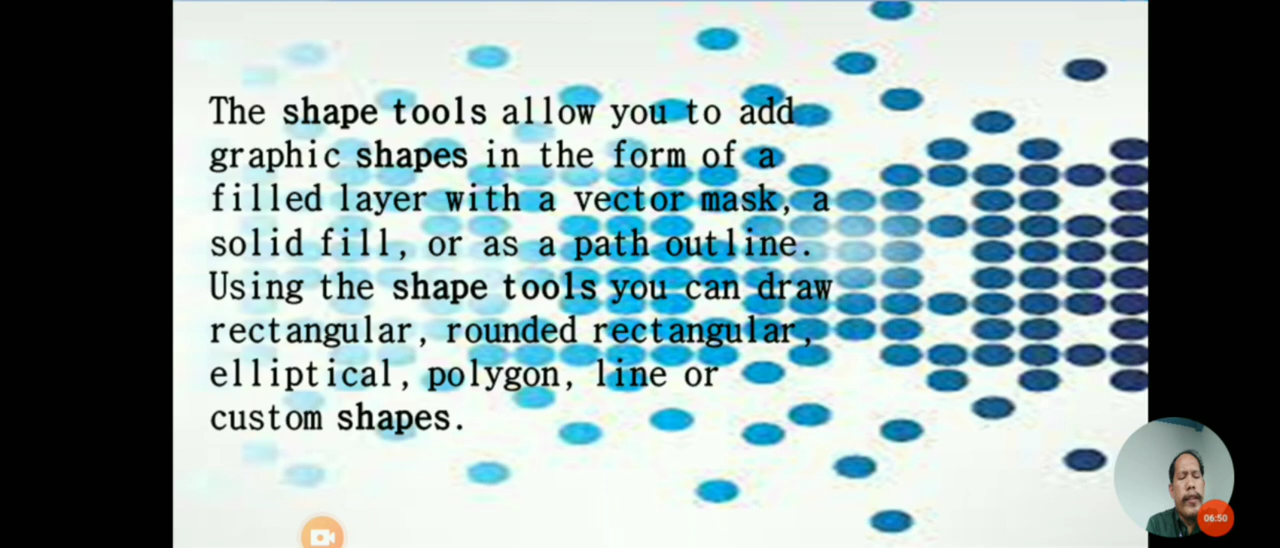 The shape tools allow you to add
graphic shapes in the form of a
filled layer with a vector mask, a
solid fill, or as a path outline.
Using the shape tools you can draw
rectangular, rounded rectangular,
elliptical, polygon, line or
custom shapes.
06:50